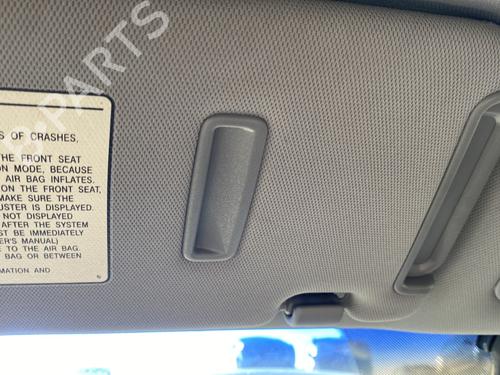 B-PARTS
S OF CRASHES,
THE FRONT SEAT
ON MODE, BECAUSE
AIR BAG INFLATES.
ON THE FRONT SEAT,
MAKE SURE THE
USTER IS DISPLAYED.
NOT DISPLAYED
AFTER THE SYSTEM
ST BE IMMEDIATELY
ER'S MANUAL)
E TO THE AIR BAG.
BAG OR BETWEEN
MATION AND